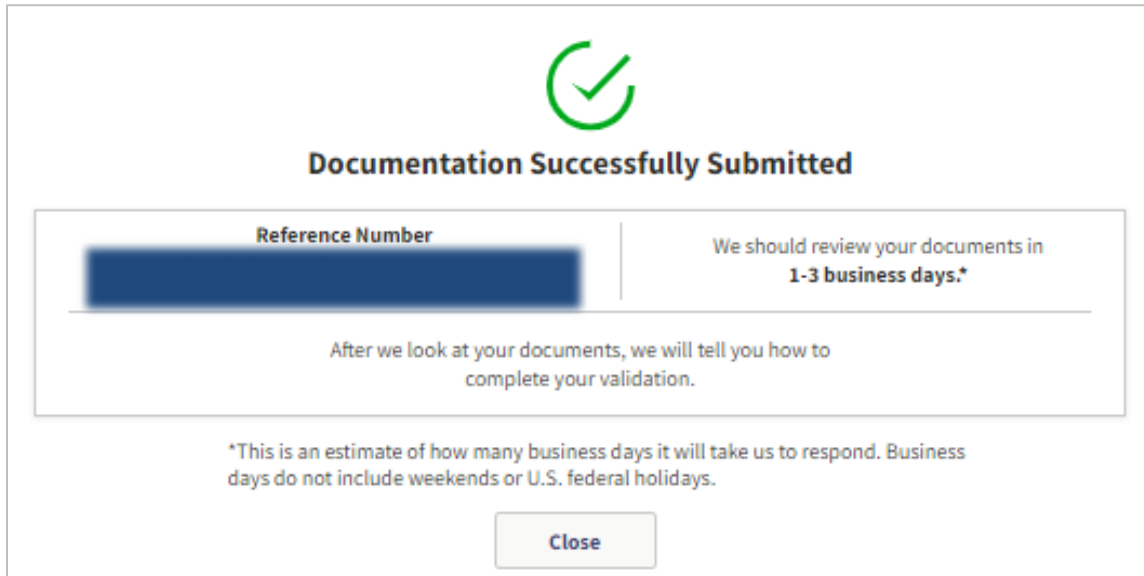 Documentation Successfully Submitted
Reference Number
We should review your documents in
1-3 business days.*
After we look at your documents, we will tell you how to
complete your validation.
*This is an estimate of how many business days it will take us to respond. Business
days do not include weekends or U.S. federal holidays.
Close